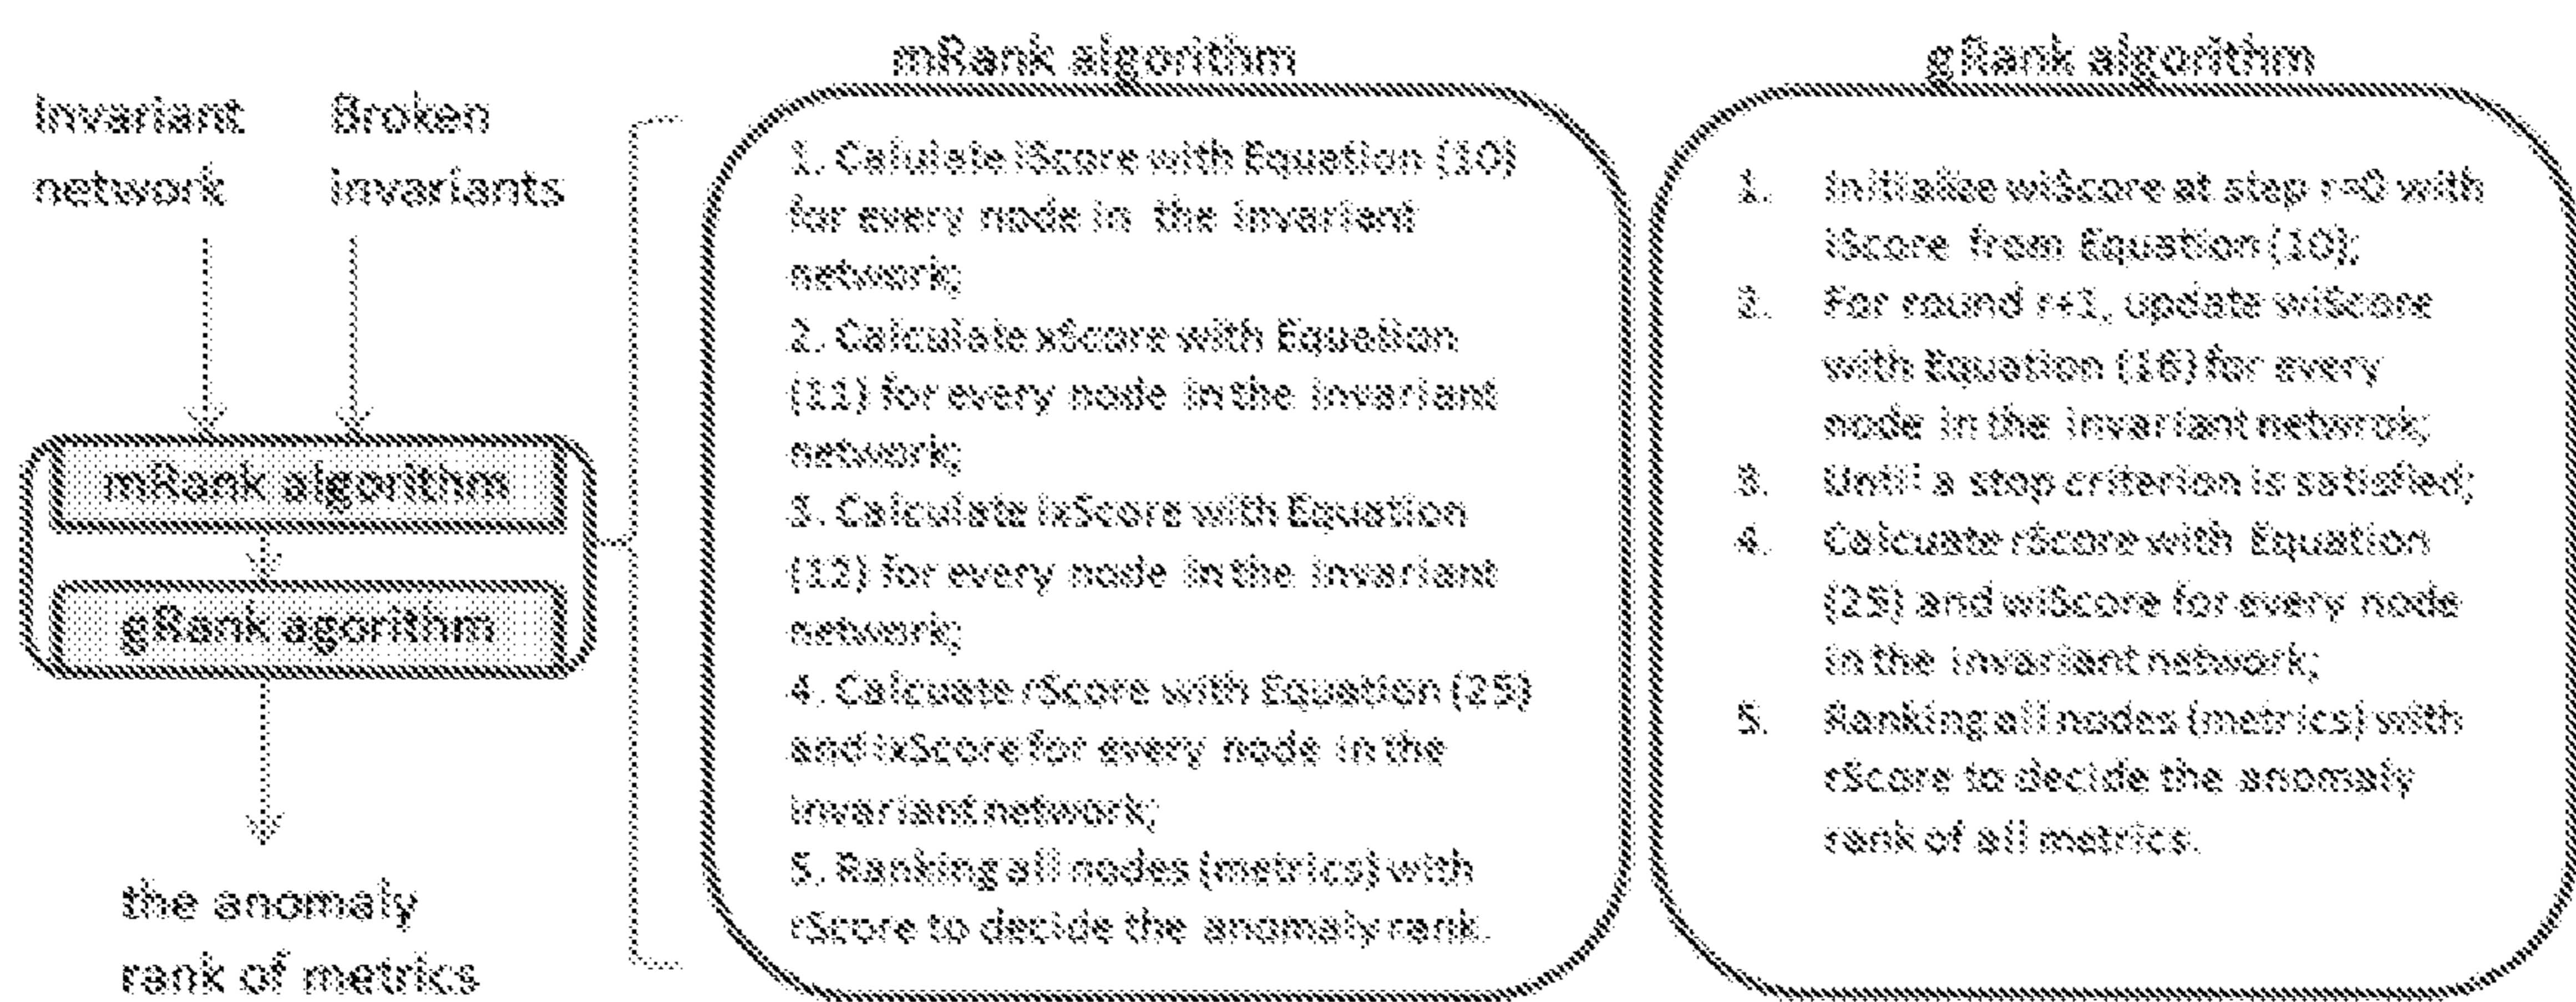 Invariant
network
Broken
invariants
mRank algorithm
gRank agorithm
the anomaly
rank of metrics
mRank algorithm
1. Calulate iScore with Equation (10)
for every node in the invariant
network;
2. Calculate xScore with Equation
(11) for every node in the invariant
network;
3. Calculate ixScore with Equation
(12) for every node in the invariant
network;
4. Calcuate rScore with Equation (25)
and ixScore for every node in the
invariant network;
5. Ranking all nodes (metrics) with
rScore to decide the anomaly rank.
gRank algorithm
1. Initialize wiScore at step r=0 with
iScore from Equation (10);
2. For round r+1, update wiScore
with Equation (16) for every
node in the invariant netwrok;
3. Until a stop criterion is satisfied;
4. Calcuate rScore with Equation
(25) and wiScore for every node
in the invariant network;
5. Ranking all nodes (metrics) with
rScore to decide the anomaly
rank of all metrics.